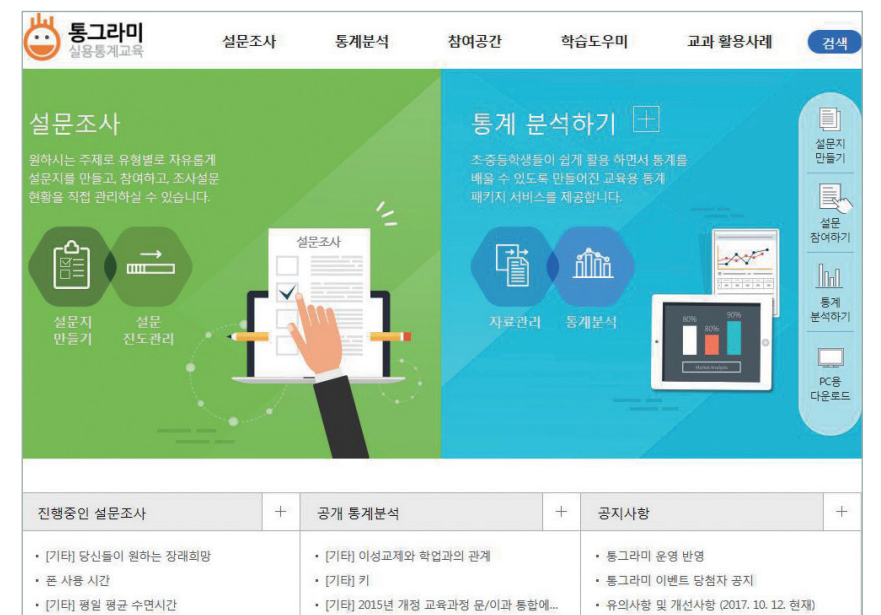 통그라미
실용통계교육
설문조사
통계분석
참여공간
학습도우미
교과 활용사례
검색
설문조사
원하시는 주제로 유형별로 자유롭게
설문지를 만들고, 참여하고, 조사설문
현황을 직접 관리하실 수 있습니다.
설문지
만들기
설문
진도관리
설문조사
통계 분석하기
초·중등학생들이 쉽게 활용 하면서 통계를
배울 수 있도록 만들어진 교육용 통계
패키지 서비스를 제공합니다.
자료관리
통계분석
80%
80%
90%
Market Analysis
설문지
만들기
설문
참여하기
통계
분석하기
PC용
다운로드
진행중인 설문조사 +
• [기타] 당신들이 원하는 장래희망
• 폰 사용 시간
• [기타] 평일 평균 수면시간
공개 통계분석 +
• [기타] 이성교제와 학업과의 관계
• [기타] 키
• [기타] 2015년 개정 교육과정 문/이과 통합에...
공지사항 +
• 통그라미 운영 반영
• 통그라미 이벤트 당첨자 공지
• 유의사항 및 개선사항 (2017. 10. 12. 현재)